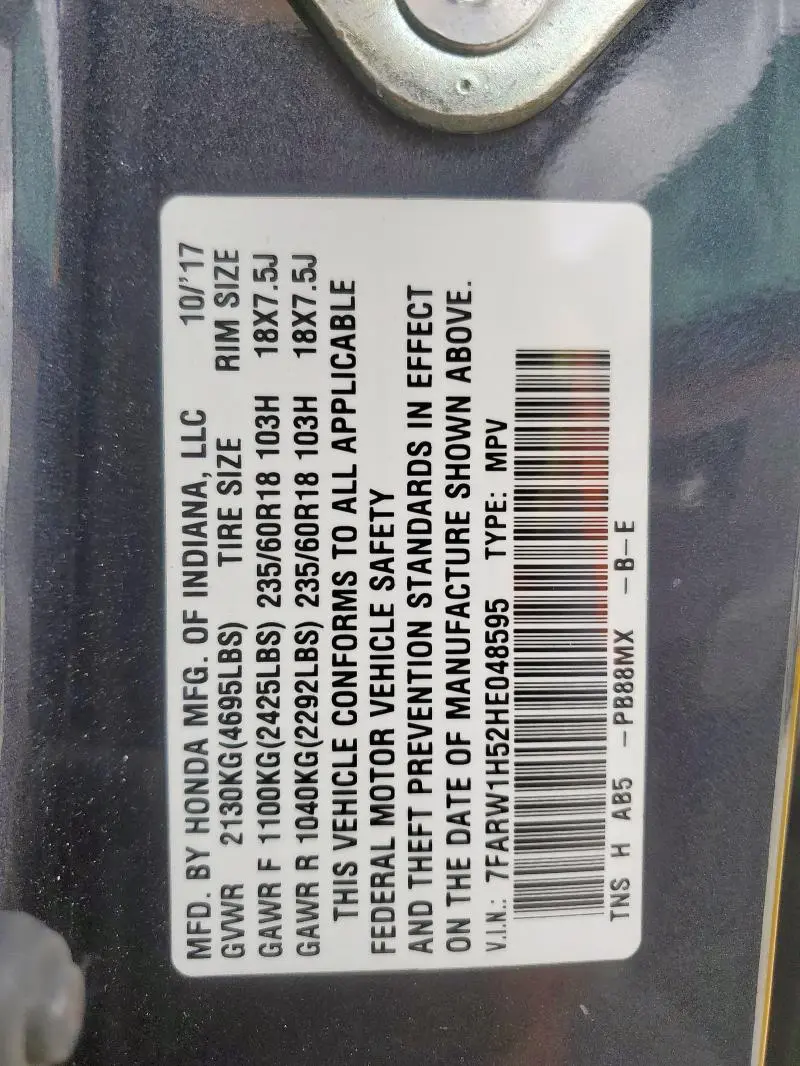 MFD. BY HONDA MFG. OF INDIANA, LLC 10/'17
GVWR 2130KG(4695LBS) TIRE SIZE RIM SIZE
GAWR F 1100KG(2425LBS) 235/60R18 103H 18X7.5J
GAWR R 1040KG(2292LBS) 235/60R18 103H 18X7.5J
THIS VEHICLE CONFORMS TO ALL APPLICABLE
FEDERAL MOTOR VEHICLE SAFETY
AND THEFT PREVENTION STANDARDS IN EFFECT
ON THE DATE OF MANUFACTURE SHOWN ABOVE.
V.I.N.: 7FARW1H52HE048595 TYPE: MPV
TNS H AB5 -PB88MX -B-E